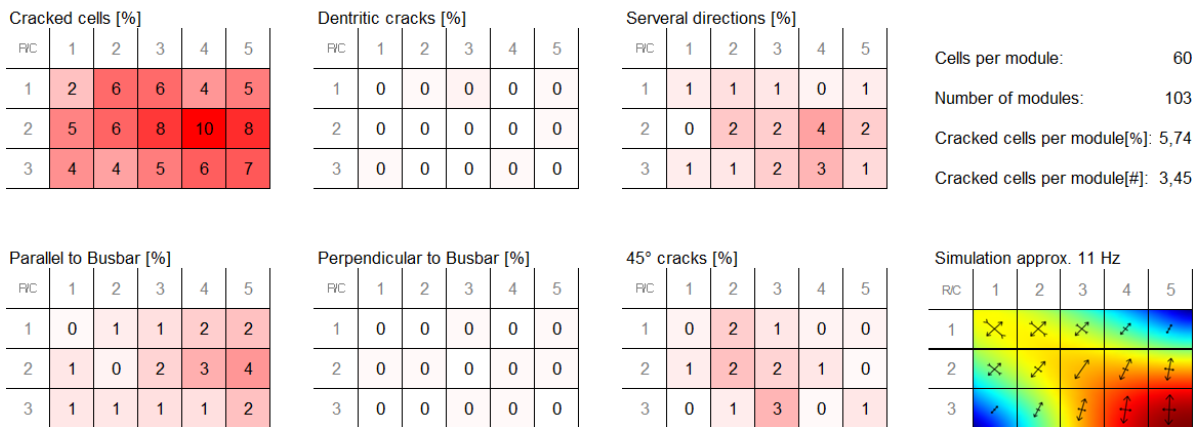 Cracked cells [%]
R/C 1 2 3 4 5
1 2 6 6 4 5
2 5 6 8 10 8
3 4 4 5 6 7
Dentritic cracks [%]
R/C 1 2 3 4 5
1 0 0 0 0 0
2 0 0 0 0 0
3 0 0 0 0 0
Serveral directions [%]
R/C 1 2 3 4 5
1 1 1 1 0 1
2 0 2 2 4 2
3 1 1 2 3 1
Cells per module: 60
Number of modules: 103
Cracked cells per module[%]: 5,74
Cracked cells per module[#]: 3,45
Parallel to Busbar [%]
R/C 1 2 3 4 5
1 0 1 1 2 2
2 1 0 2 3 4
3 1 1 1 1 2
Perpendicular to Busbar [%]
R/C 1 2 3 4 5
1 0 0 0 0 0
2 0 0 0 0 0
3 0 0 0 0 0
45° cracks [%]
R/C 1 2 3 4 5
1 0 2 1 0 0
2 1 2 2 1 0
3 0 1 3 0 1
Simulation approx. 11 Hz
R/C 1 2 3 4 5
1
2
3